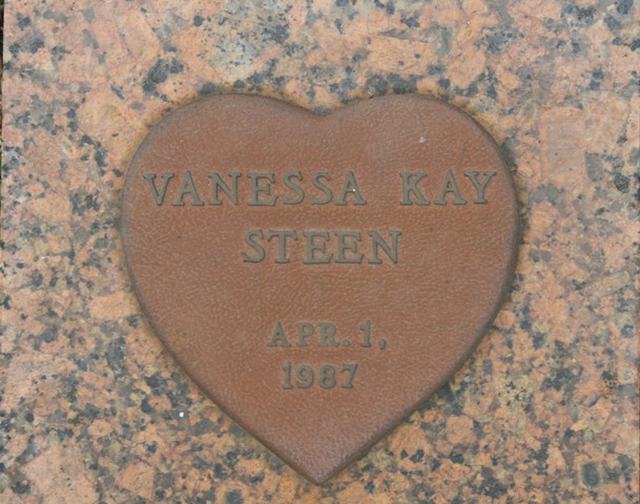 VANESSA KAY
STEEN
APR. 1,
1987